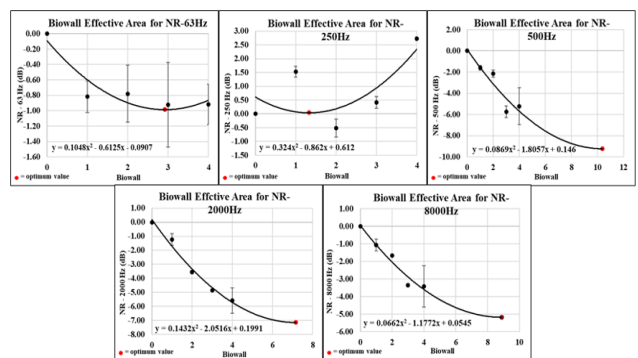 Biowall Effective Area for NR-63Hz
0.00
-0.20
-0.40
-0.60
-0.80
-1.00
-1.20
-1.40
-1.60
NR - 63 Hz (dB)
y = 0.1048x² - 0.6125x - 0.0907
0 1 2 3 4
= optimum value
Biowall
Biowall Effective Area for NR-
250Hz
3.00
2.50
2.00
1.50
1.00
0.50
0.00
-0.50
-1.00
-1.50
NR - 250 Hz (dB)
y = 0.324x² - 0.862x + 0.612
0 1 2 3 4
= optimum value
Biowall
Biowall Effective Area for NR-
500Hz
2.00
0.00
-2.00
-4.00
-6.00
-8.00
-10.00
NR - 500 Hz (dB)
y = 0.0869x² - 1.8057x + 0.146
0 2 4 6 8 10 12
= optimum value
Biowall
Biowall Effective Area for NR-
2000Hz
1.00
0.00
-1.00
-2.00
-3.00
-4.00
-5.00
-6.00
-7.00
-8.00
NR - 2000 Hz (dB)
y = 0.1432x² - 2.0516x + 0.1991
0 2 4 6 8
= optimum value
Biowall
Biowall Effective Area for NR-
8000Hz
1.00
0.00
-1.00
-2.00
-3.00
-4.00
-5.00
-6.00
NR - 8000 Hz (dB)
y = 0.0662x² - 1.1772x + 0.0545
0 2 4 6 8 10
= optimum value
Biowall